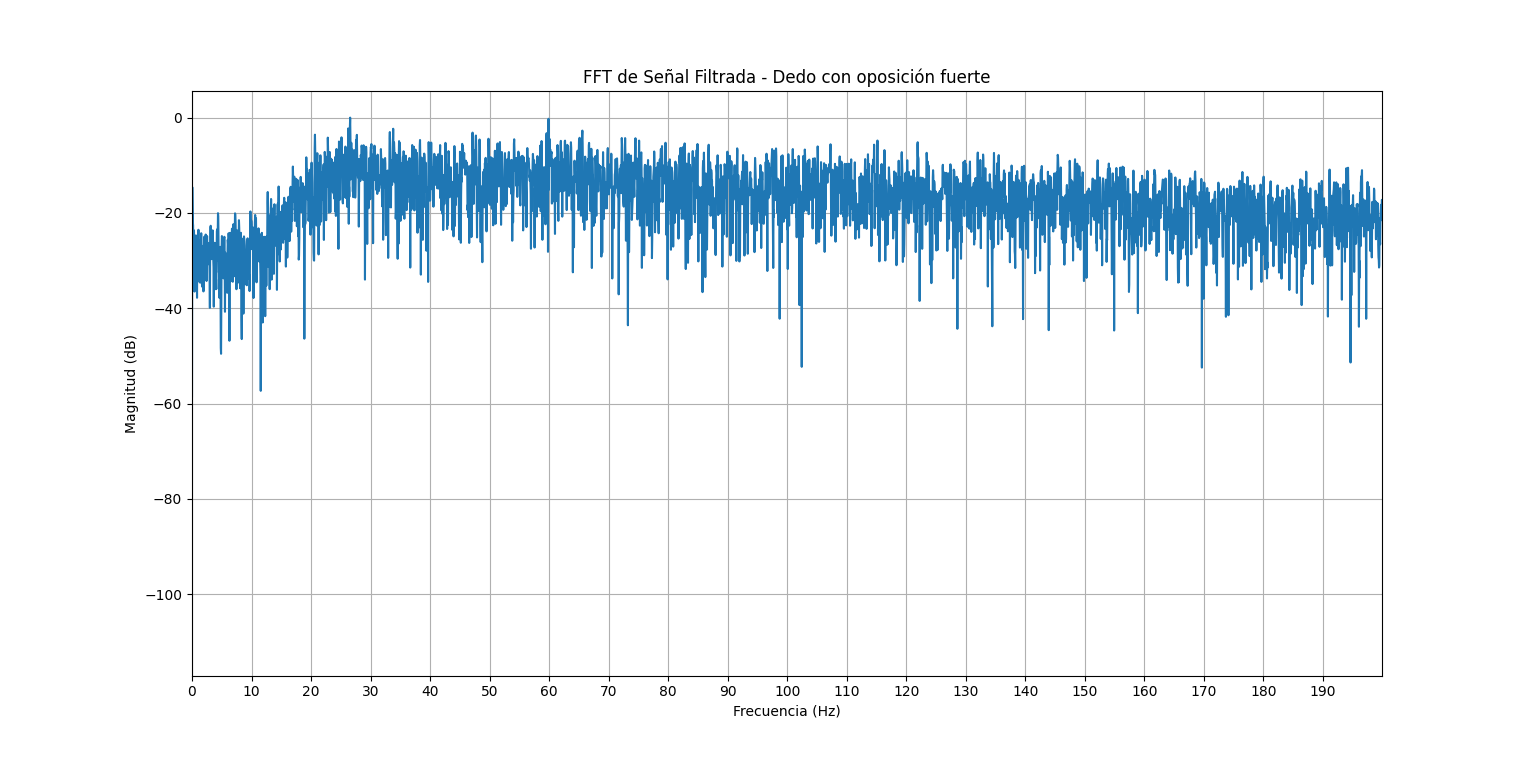 FFT de Señal Filtrada - Dedo con oposición fuerte
Magnitud (dB)
0
−20
−40
−60
−80
−100
0 10 20 30 40 50 60 70 80 90 100 110 120 130 140 150 160 170 180 190
Frecuencia (Hz)